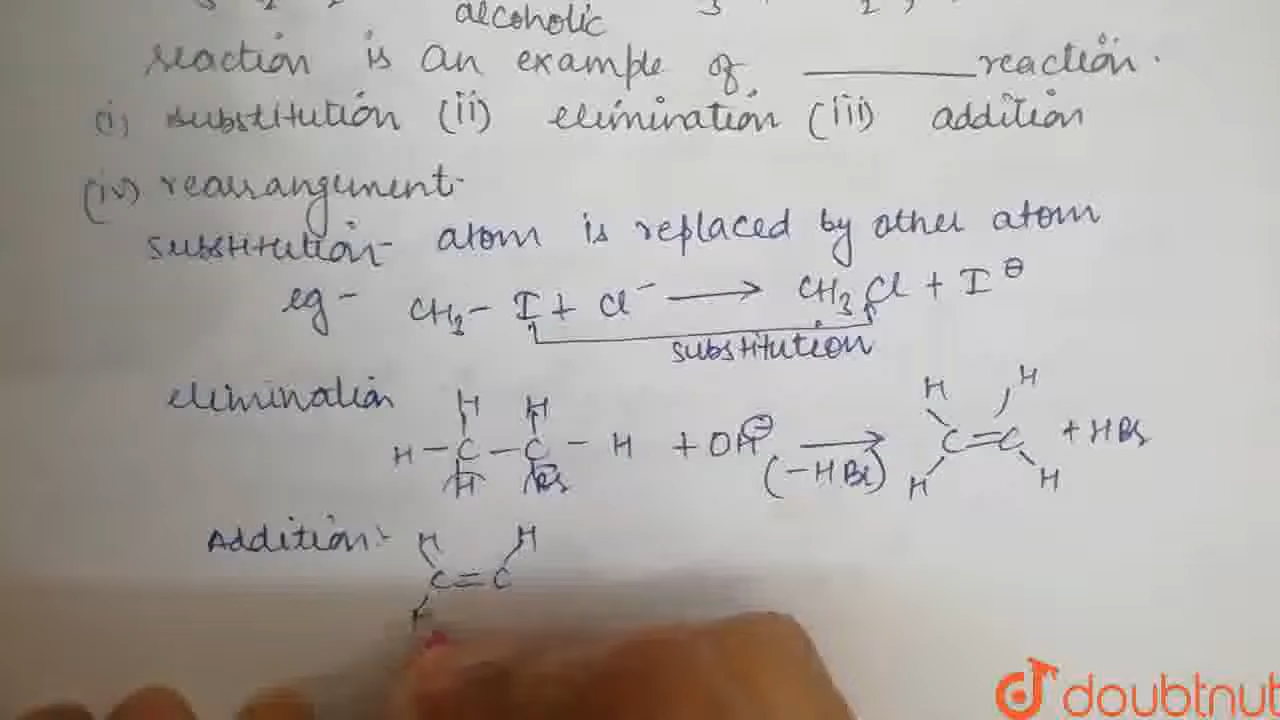 alcoholic
reaction is an example of ______ reaction.
(i) substitution (ii) elimination (iii) addition
(iv) rearrangement.
substitution- atom is replaced by other atom
eg - CH3 - I + Cl⁻ ⟶ CH3Cl + I⊖
substitution
elimination
H H
H - C - C - H + OH⊖ ⟶ C = C + HBr
H Br (-HBr) H H
H H
Addition:- H H
C = C
doubtnut